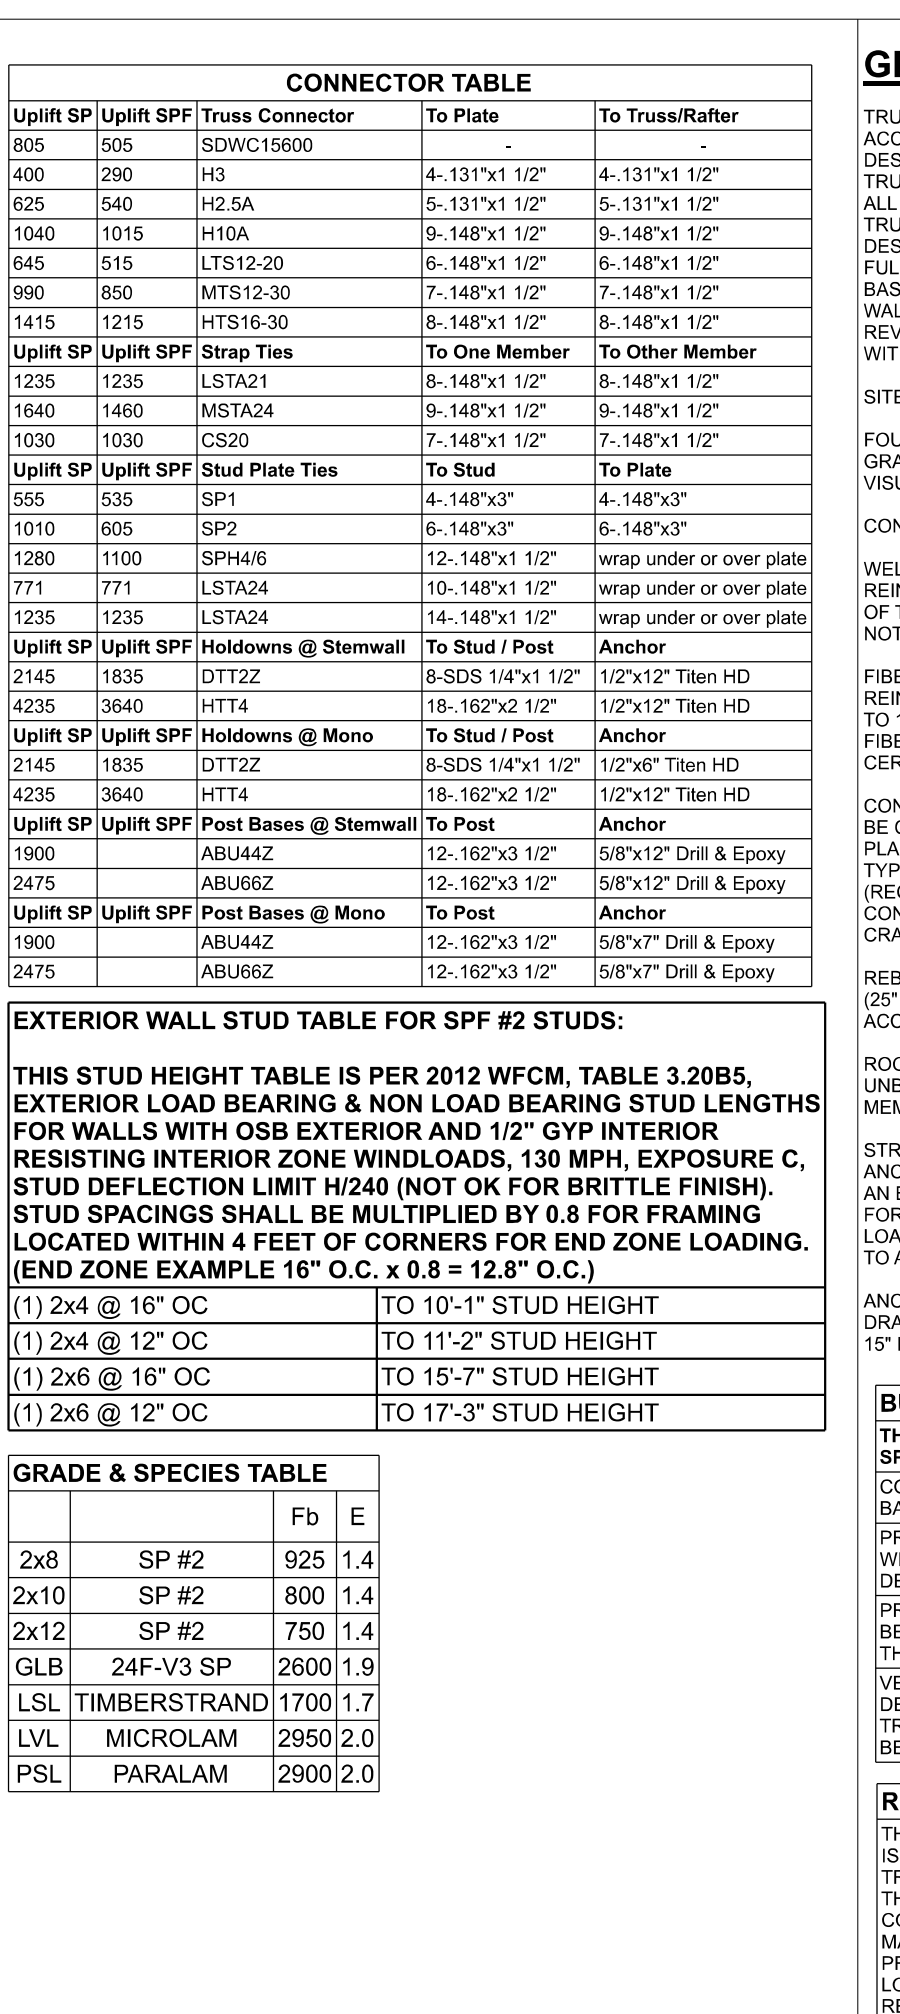 CONNECTOR TABLE
Uplift SP Uplift SPF Truss Connector To Plate To Truss/Rafter
805 505 SDWC15600 - -
400 290 H3 4-.131"x1 1/2" 4-.131"x1 1/2"
625 540 H2.5A 5-.131"x1 1/2" 5-.131"x1 1/2"
1040 1015 H10A 9-.148"x1 1/2" 9-.148"x1 1/2"
645 515 LTS12-20 6-.148"x1 1/2" 6-.148"x1 1/2"
990 850 MTS12-30 7-.148"x1 1/2" 7-.148"x1 1/2"
1415 1215 HTS16-30 8-.148"x1 1/2" 8-.148"x1 1/2"
Uplift SP Uplift SPF Strap Ties To One Member To Other Member
1235 1235 LSTA21 8-.148"x1 1/2" 8-.148"x1 1/2"
1640 1460 MSTA24 9-.148"x1 1/2" 9-.148"x1 1/2"
1030 1030 CS20 7-.148"x1 1/2" 7-.148"x1 1/2"
Uplift SP Uplift SPF Stud Plate Ties To Stud To Plate
555 535 SP1 4-.148"x3" 4-.148"x3"
1010 605 SP2 6-.148"x3" 6-.148"x3"
1280 1100 SPH4/6 12-.148"x1 1/2" wrap under or over plate
771 771 LSTA24 10-.148"x1 1/2" wrap under or over plate
1235 1235 LSTA24 14-.148"x1 1/2" wrap under or over plate
Uplift SP Uplift SPF Holdowns @ Stemwall To Stud / Post Anchor
2145 1835 DTT2Z 8-SDS 1/4"x1 1/2" 1/2"x12" Titen HD
4235 3640 HTT4 18-.162"x2 1/2" 1/2"x12" Titen HD
Uplift SP Uplift SPF Holdowns @ Mono To Stud / Post Anchor
2145 1835 DTT2Z 8-SDS 1/4"x1 1/2" 1/2"x6" Titen HD
4235 3640 HTT4 18-.162"x2 1/2" 1/2"x12" Titen HD
Uplift SP Uplift SPF Post Bases @ Stemwall To Post Anchor
1900 ABU44Z 12-.162"x3 1/2" 5/8"x12" Drill & Epoxy
2475 ABU66Z 12-.162"x3 1/2" 5/8"x12" Drill & Epoxy
Uplift SP Uplift SPF Post Bases @ Mono To Post Anchor
1900 ABU44Z 12-.162"x3 1/2" 5/8"x7" Drill & Epoxy
2475 ABU66Z 12-.162"x3 1/2" 5/8"x7" Drill & Epoxy
EXTERIOR WALL STUD TABLE FOR SPF #2 STUDS:
THIS STUD HEIGHT TABLE IS PER 2012 WFCM, TABLE 3.20B5,
EXTERIOR LOAD BEARING & NON LOAD BEARING STUD LENGTHS
FOR WALLS WITH OSB EXTERIOR AND 1/2" GYP INTERIOR
RESISTING INTERIOR ZONE WINDLOADS, 130 MPH, EXPOSURE C,
STUD DEFLECTION LIMIT H/240 (NOT OK FOR BRITTLE FINISH).
STUD SPACINGS SHALL BE MULTIPLIED BY 0.8 FOR FRAMING
LOCATED WITHIN 4 FEET OF CORNERS FOR END ZONE LOADING.
(END ZONE EXAMPLE 16" O.C. x 0.8 = 12.8" O.C.)
(1) 2x4 @ 16" OC TO 10'-1" STUD HEIGHT
(1) 2x4 @ 12" OC TO 11'-2" STUD HEIGHT
(1) 2x6 @ 16" OC TO 15'-7" STUD HEIGHT
(1) 2x6 @ 12" OC TO 17'-3" STUD HEIGHT
GRADE & SPECIES TABLE
Fb E
2x8 SP #2 925 1.4
2x10 SP #2 800 1.4
2x12 SP #2 750 1.4
GLB 24F-V3 SP 2600 1.9
LSL TIMBERSTRAND 1700 1.7
LVL MICROLAM 2950 2.0
PSL PARALAM 2900 2.0